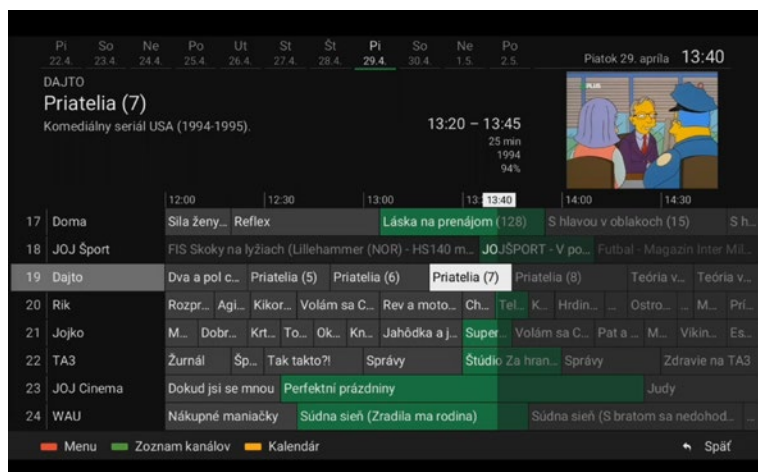 Pi So Ne Po Ut St Št Pi So Ne Po
22.4. 23.4. 24.4. 25.4. 26.4. 27.4. 28.4. 29.4. 30.4. 1.5. 2.5. Piatok 29. apríla 13:40
DAJTO
Priatelia (7)
Komediálny seriál USA (1994-1995). 13:20 – 13:45
25 min
1994
94%
PLUS
12:00 12:30 13:00 13: 13:40 14:00 14:30
17 Doma Sila ženy... Reflex Láska na prenájom (128) S hlavou v oblakoch (15) S h...
18 JOJ Šport FIS Skoky na lyžiach (Lillehammer (NOR) - HS140 m... JOJŠPORT - V po... Futbal - Magazín Inter Mil...
19 Dajto Dva a pol c... Priatelia (5) Priatelia (6) Priatelia (7) Priatelia (8) Teória v... Teória v...
20 Rik Rozpr... Agi... Kikor... Volám sa C... Rev a moto... Ch... Tel... K... Hrdin... ... Ostro... ... M... Prí...
21 Jojko M... Dobr... Krt... To... Ok... Kn... Jahôdka a j... Super... Volám sa C... Pat a ... M... Vikin... Es...
22 TA3 Žurnál Šp... Tak takto?! Správy Štúdio Za hran... Správy Zdravie na TA3
23 JOJ Cinema Dokud jsi se mnou Perfektní prázdniny Judy
24 WAU Nákupné maniačky Súdna sieň (Zradila ma rodina) Súdna sieň (S bratom sa nedohod... ...
Menu Zoznam kanálov Kalendár Späť